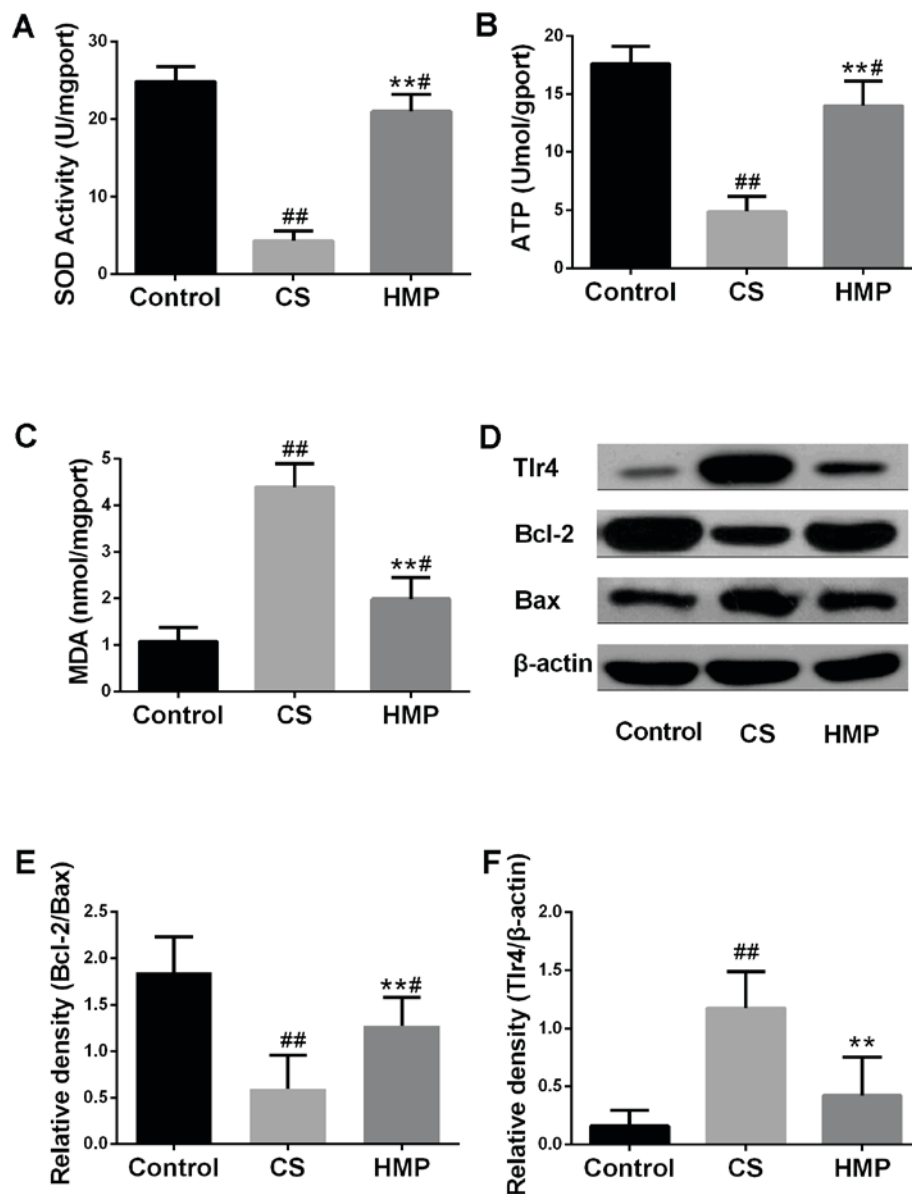 A
SOD Activity (U/mgport)
30
20
10
0
##
**#
Control CS HMP
B
ATP (Umol/gport)
20
15
10
5
0
##
**#
Control CS HMP
C
MDA (nmol/mgport)
5
4
3
2
1
0
##
**#
Control CS HMP
D
Tlr4
Bcl-2
Bax
β-actin
Control CS HMP
E
Relative density (Bcl-2/Bax)
2.5
2.0
1.5
1.0
0.5
0.0
##
**#
Control CS HMP
F
Relative density (Tlr4/β-actin)
2.0
1.5
1.0
0.5
0.0
##
**
Control CS HMP